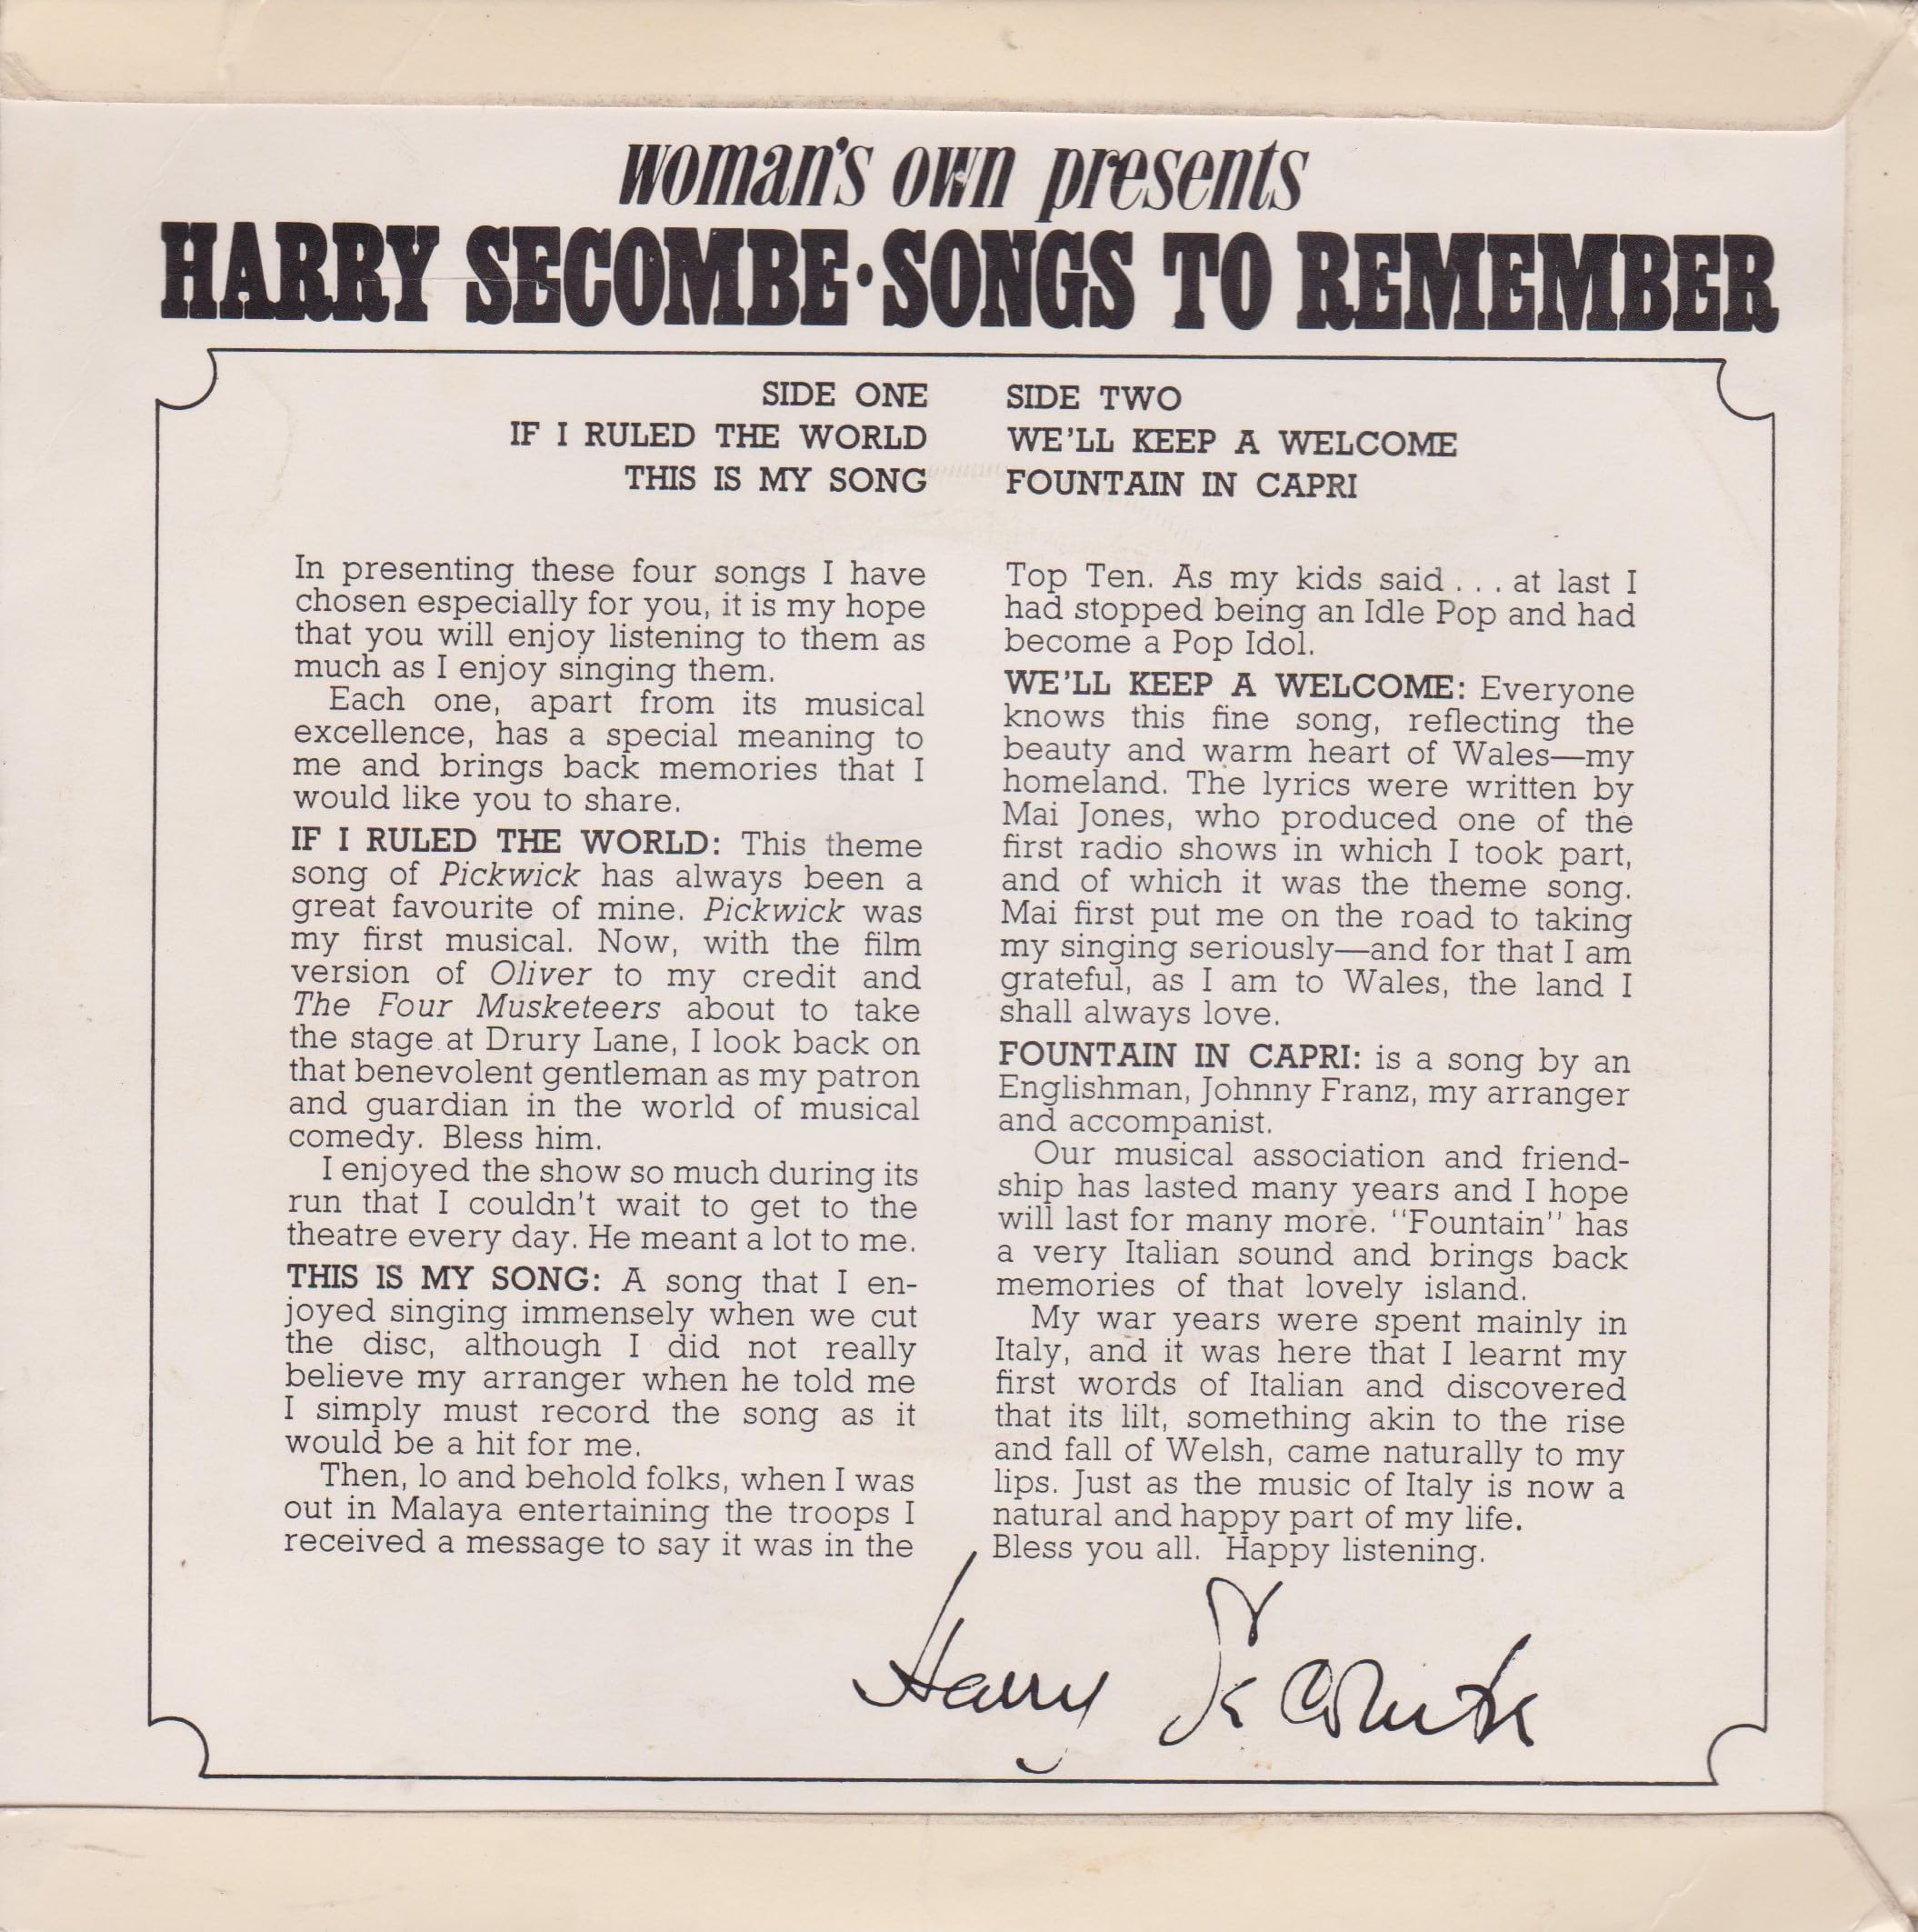 woman's own presents
HARRY SECOMBE·SONGS TO REMEMBER
SIDE ONE
IF I RULED THE WORLD
THIS IS MY SONG
SIDE TWO
WE'LL KEEP A WELCOME
FOUNTAIN IN CAPRI
In presenting these four songs I have
chosen especially for you, it is my hope
that you will enjoy listening to them as
much as I enjoy singing them.
Each one, apart from its musical
excellence, has a special meaning to
me and brings back memories that I
would like you to share.
IF I RULED THE WORLD: This theme
song of Pickwick has always been a
great favourite of mine. Pickwick was
my first musical. Now, with the film
version of Oliver to my credit and
The Four Musketeers about to take
the stage at Drury Lane, I look back on
that benevolent gentleman as my patron
and guardian in the world of musical
comedy. Bless him.
I enjoyed the show so much during its
run that I couldn't wait to get to the
theatre every day. He meant a lot to me.
THIS IS MY SONG: A song that I en-
joyed singing immensely when we cut
the disc, although I did not really
believe my arranger when he told me
I simply must record the song as it
would be a hit for me.
Then, lo and behold folks, when I was
out in Malaya entertaining the troops I
received a message to say it was in the
Top Ten. As my kids said . . . at last I
had stopped being an Idle Pop and had
become a Pop Idol.
WE'LL KEEP A WELCOME: Everyone
knows this fine song, reflecting the
beauty and warm heart of Wales—my
homeland. The lyrics were written by
Mai Jones, who produced one of the
first radio shows in which I took part,
and of which it was the theme song.
Mai first put me on the road to taking
my singing seriously—and for that I am
grateful, as I am to Wales, the land I
shall always love.
FOUNTAIN IN CAPRI: is a song by an
Englishman, Johnny Franz, my arranger
and accompanist.
Our musical association and friend-
ship has lasted many years and I hope
will last for many more. "Fountain" has
a very Italian sound and brings back
memories of that lovely island.
My war years were spent mainly in
Italy, and it was here that I learnt my
first words of Italian and discovered
that its lilt, something akin to the rise
and fall of Welsh, came naturally to my
lips. Just as the music of Italy is now a
natural and happy part of my life.
Bless you all. Happy listening.
Harry Secombe